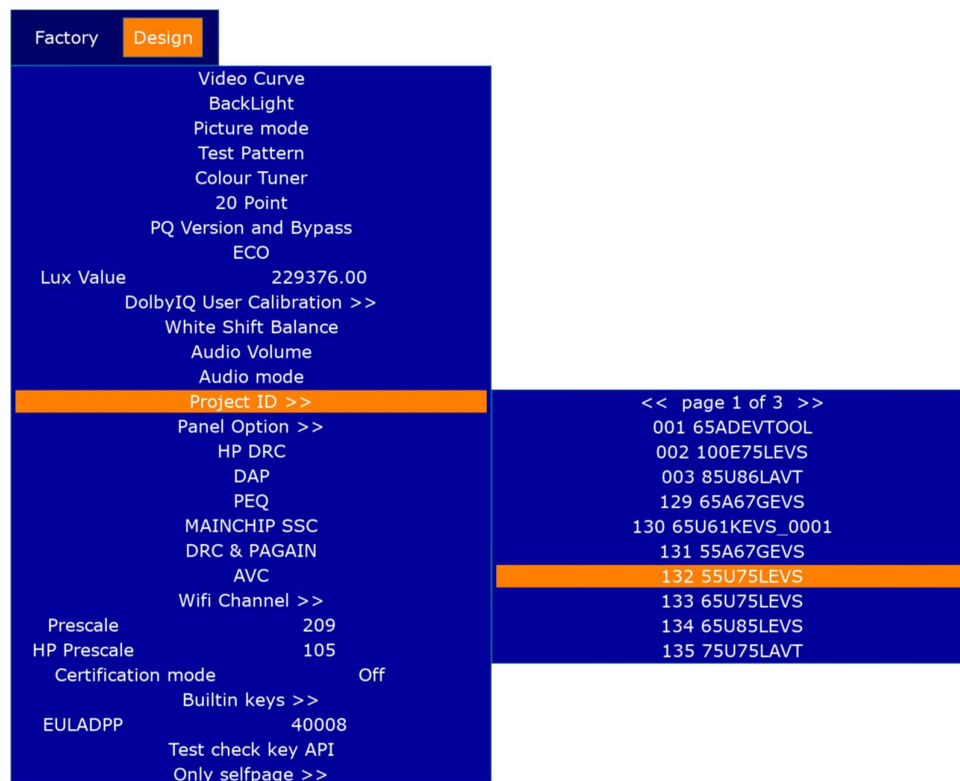 Factory Design
Video Curve
BackLight
Picture mode
Test Pattern
Colour Tuner
20 Point
PQ Version and Bypass
ECO
Lux Value 229376.00
DolbyIQ User Calibration >>
White Shift Balance
Audio Volume
Audio mode
Project ID >>
Panel Option >>
HP DRC
DAP
PEQ
MAINCHIP SSC
DRC & PAGAIN
AVC
Wifi Channel >>
Prescale 209
HP Prescale 105
Certification mode Off
Builtin keys >>
EULADPP 40008
Test check key API
Only selfpage >>
<< page 1 of 3 >>
001 65ADEVTOOL
002 100E75LEVS
003 85U86LAVT
129 65A67GEVS
130 65U61KEVS_0001
131 55A67GEVS
132 55U75LEVS
133 65U75LEVS
134 65U85LEVS
135 75U75LAVT